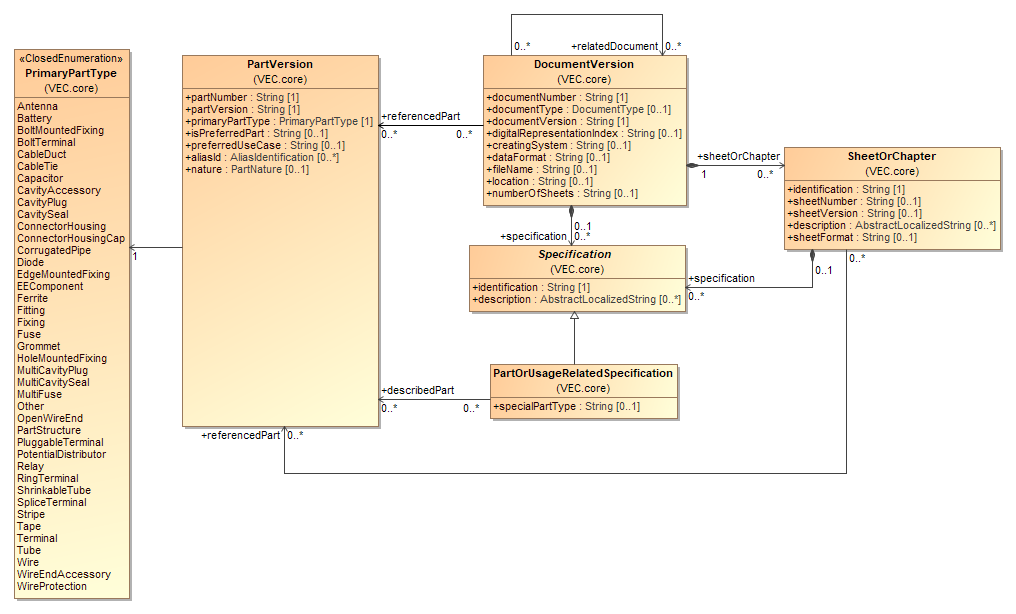 «ClosedEnumeration»
PrimaryPartType
(VEC.core)
Antenna
Battery
BoltMountedFixing
BoltTerminal
CableDuct
CableTie
Capacitor
CavityAccessory
CavityPlug
CavitySeal
ConnectorHousing
ConnectorHousingCap
CorrugatedPipe
Diode
EdgeMountedFixing
EEComponent
Ferrite
Fitting
Fixing
Fuse
Grommet
HoleMountedFixing
MultiCavityPlug
MultiCavitySeal
MultiFuse
Other
OpenWireEnd
PartStructure
PluggableTerminal
PotentialDistributor
Relay
RingTerminal
ShrinkableTube
SpliceTerminal
Stripe
Tape
Terminal
Tube
Wire
WireEndAccessory
WireProtection
1
PartVersion
(VEC.core)
+partNumber : String [1]
+partVersion : String [1]
+primaryPartType : PrimaryPartType [1]
+isPreferredPart : String [0..1]
+preferredUseCase : String [0..1]
+aliasId : AliasIdentification [0..*]
+nature : PartNature [0..1]
+referencedPart
0..*
0..*
0..*
+relatedDocument
0..*
DocumentVersion
(VEC.core)
+documentNumber : String [1]
+documentType : DocumentType [0..1]
+documentVersion : String [1]
+digitalRepresentationIndex : String [0..1]
+creatingSystem : String [0..1]
+dataFormat : String [0..1]
+fileName : String [0..1]
+location : String [0..1]
+numberOfSheets : String [0..1]
+sheetOrChapter
1
0..*
SheetOrChapter
(VEC.core)
+identification : String [1]
+sheetNumber : String [0..1]
+sheetVersion : String [0..1]
+description : AbstractLocalizedString [0..*]
+sheetFormat : String [0..1]
0..1
+specification
0..*
Specification
(VEC.core)
+identification : String [1]
+description : AbstractLocalizedString [0..*]
0..*
0..1
+specification
0..*
PartOrUsageRelatedSpecification
(VEC.core)
+specialPartType : String [0..1]
+describedPart
0..*
0..*
+referencedPart
0..*